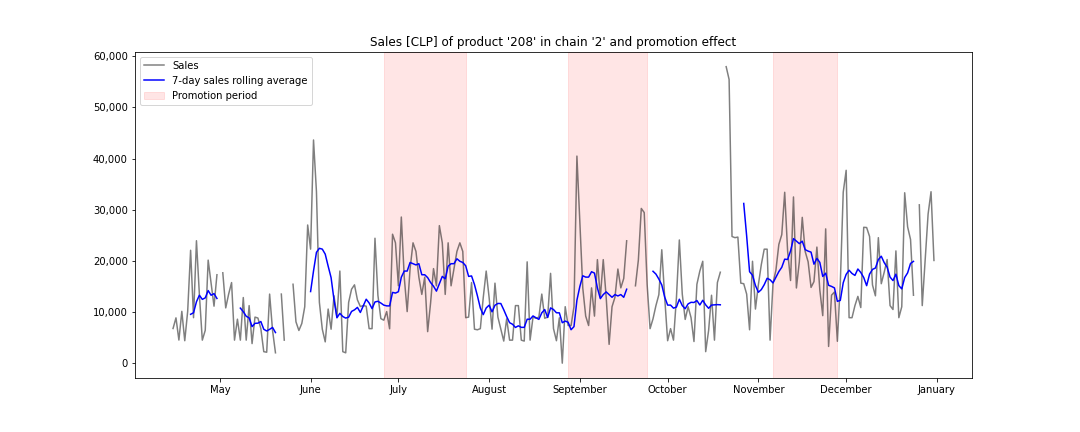 Sales [CLP] of product '208' in chain '2' and promotion effect
60,000
50,000
40,000
30,000
20,000
10,000
0
Sales
7-day sales rolling average
Promotion period
May June July August September October November December January